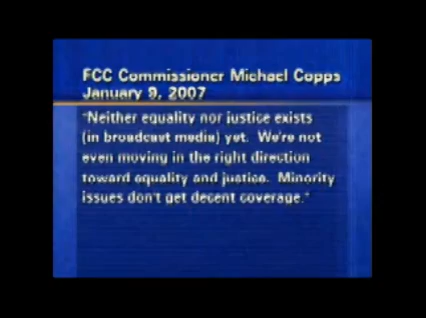 FCC Commissioner Michael Copps
January 9, 2007
"Neither equality nor justice exists
(in broadcast media) yet. We're not
even moving in the right direction
toward equality and justice. Minority
issues don't get decent coverage."